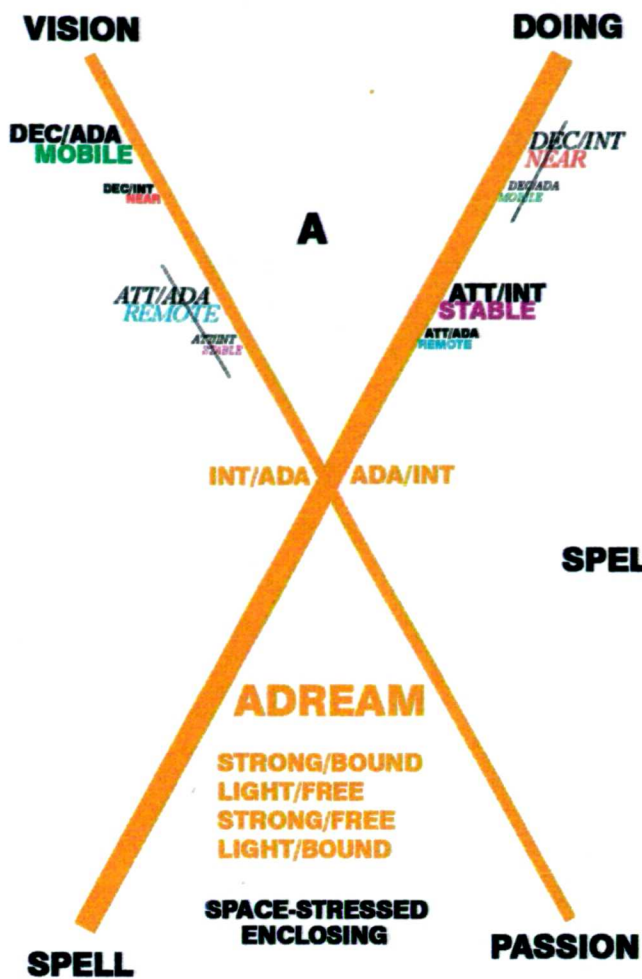 VISION
DOING
DEC/ADA
MOBILE
DEC/INT
NEAR
A
DEC/INT
NEAR
DEC/ADA
MOBILE
ATT/ADA
REMOTE
ATT/INT
STABLE
ATT/INT
STABLE
ATT/ADA
REMOTE
INT/ADA
ADA/INT
SPEL
ADREAM
STRONG/BOUND
LIGHT/FREE
STRONG/FREE
LIGHT/BOUND
SPACE-STRESSED
ENCLOSING
SPELL
PASSION